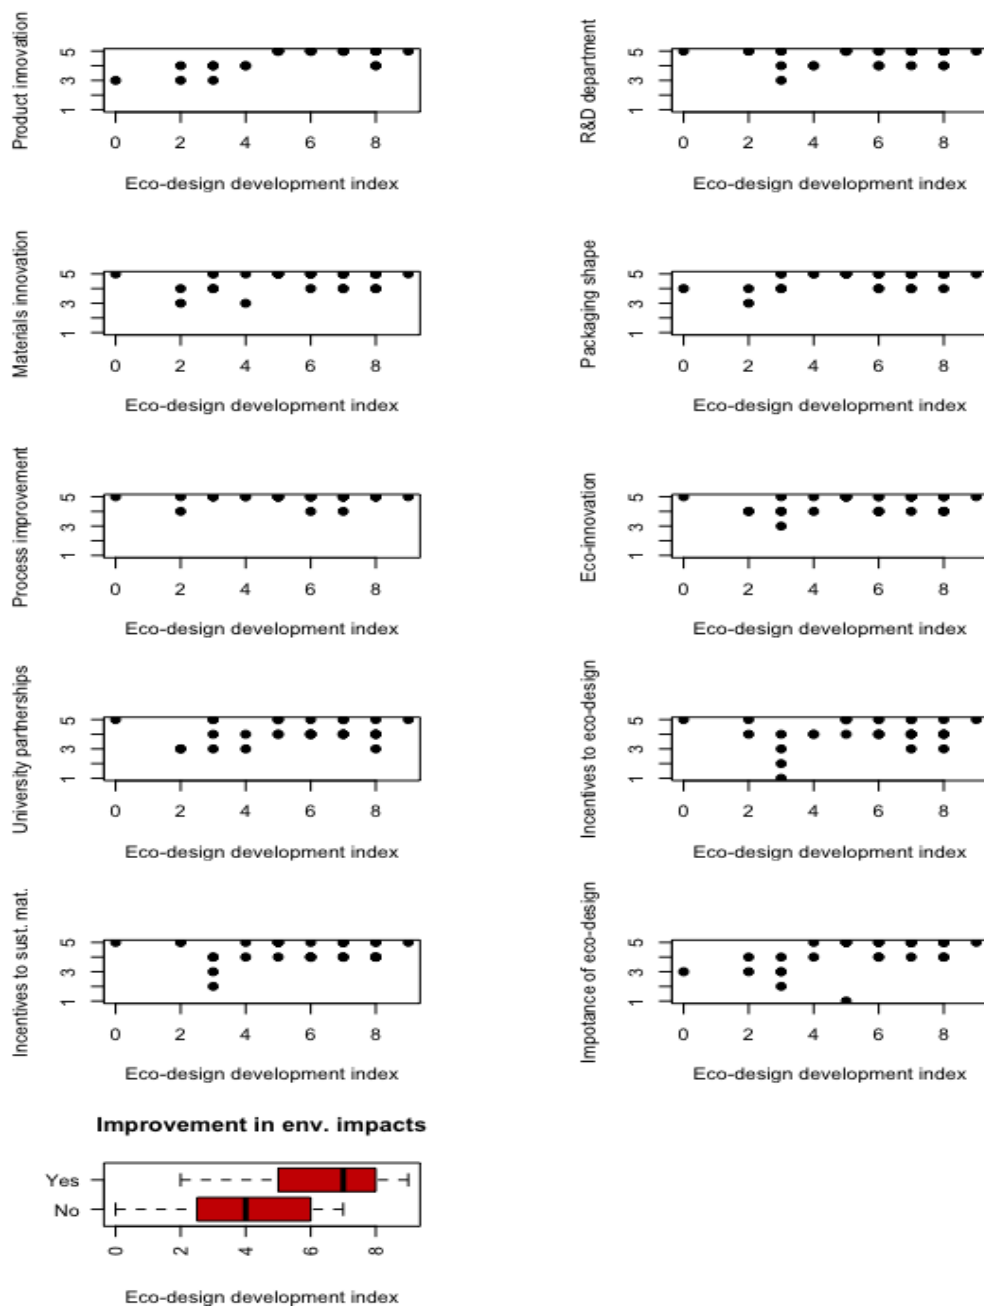 Product innovation
5
3
1
0 2 4 6 8
Eco-design development index
R&D department
5
3
1
0 2 4 6 8
Eco-design development index
Materials innovation
5
3
1
0 2 4 6 8
Eco-design development index
Packaging shape
5
3
1
0 2 4 6 8
Eco-design development index
Process improvement
5
3
1
0 2 4 6 8
Eco-design development index
Eco-innovation
5
3
1
0 2 4 6 8
Eco-design development index
University partnerships
5
3
1
0 2 4 6 8
Eco-design development index
Incentives to eco-design
5
3
1
0 2 4 6 8
Eco-design development index
Incentives to sust. mat.
5
3
1
0 2 4 6 8
Eco-design development index
Impotance of eco-design
5
3
1
0 2 4 6 8
Eco-design development index
Improvement in env. impacts
Yes
No
0 2 4 6 8
Eco-design development index